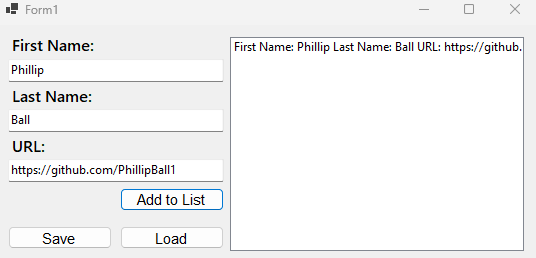 Form1
First Name:
Phillip
Last Name:
Ball
URL:
https://github.com/PhillipBall1
Add to List
Save
Load
First Name: Phillip Last Name: Ball URL: https://github.